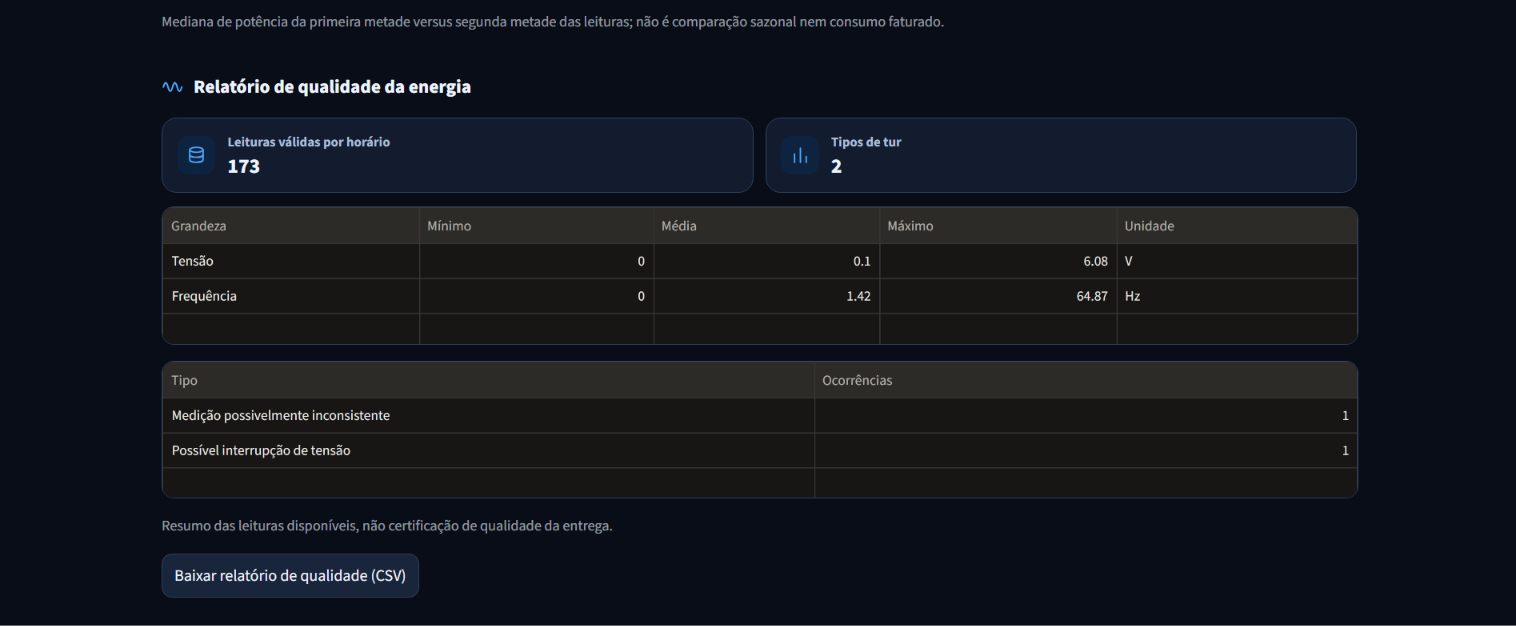 Mediana de potência da primeira metade versus segunda metade das leituras; não é comparação sazonal nem consumo faturado.
Relatório de qualidade da energia
Leituras válidas por horário
173
Tipos de tur
2
Grandeza Mínimo Média Máximo Unidade
Tensão 0 0.1 6.08 V
Frequência 0 1.42 64.87 Hz
Tipo Ocorrências
Medição possivelmente inconsistente 1
Possível interrupção de tensão 1
Resumo das leituras disponíveis, não certificação de qualidade da entrega.
Baixar relatório de qualidade (CSV)